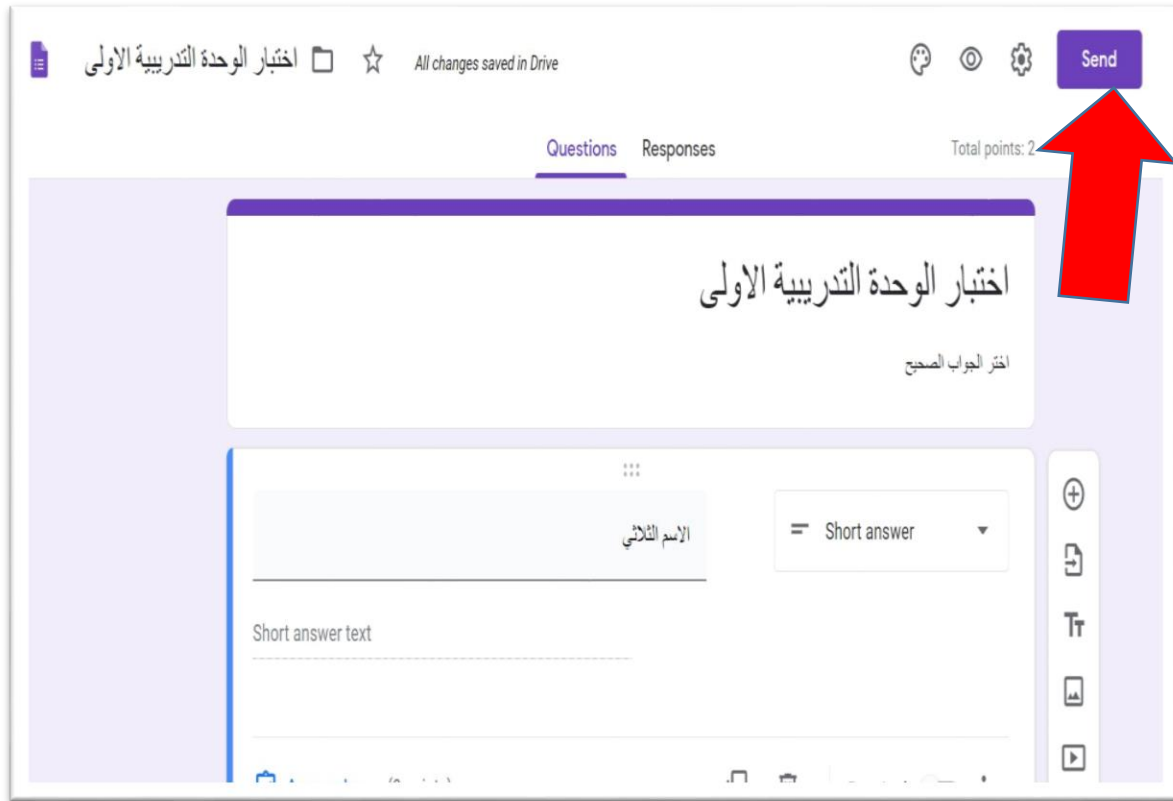 اختبار الوحدة التدريبية الاولى All changes saved in Drive Send
Questions Responses Total points: 2
اختبار الوحدة التدريبية الاولى
اختر الجواب الصحيح
الاسم الثلاثي Short answer
Short answer text